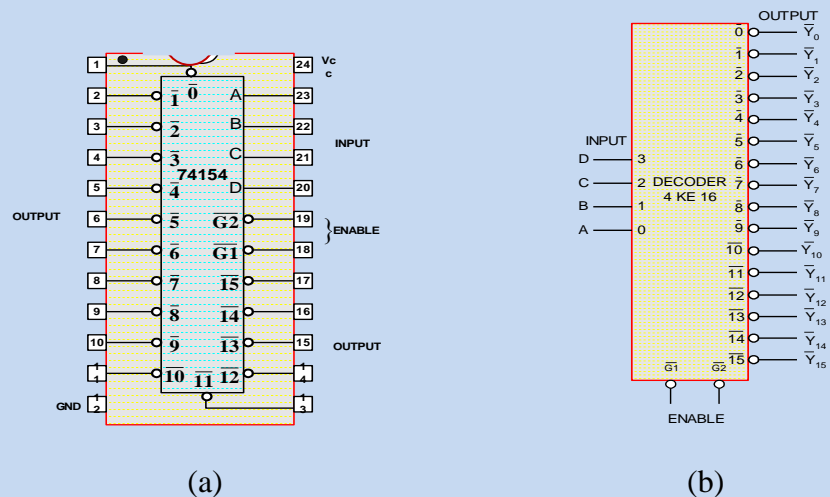 1
24
Vc
c
0
2
1
A
23
3
2
B
22
INPUT
4
3
C
21
74154
5
4
D
20
OUTPUT
6
5
G2
19
ENABLE
7
6
G1
18
8
7
15
17
9
8
14
16
10
9
13
15
OUTPUT
1
1
10
11
12
1
4
GND
1
2
1
3
(a)
OUTPUT
0
Y0
1
Y1
2
Y2
3
Y3
4
Y4
INPUT
5
Y5
D
3
6
Y6
C
2
DECODER
7
Y7
4 KE 16
B
1
8
Y8
A
0
9
Y9
10
Y10
11
Y11
12
Y12
13
Y13
14
Y14
15
Y15
G1
G2
ENABLE
(b)